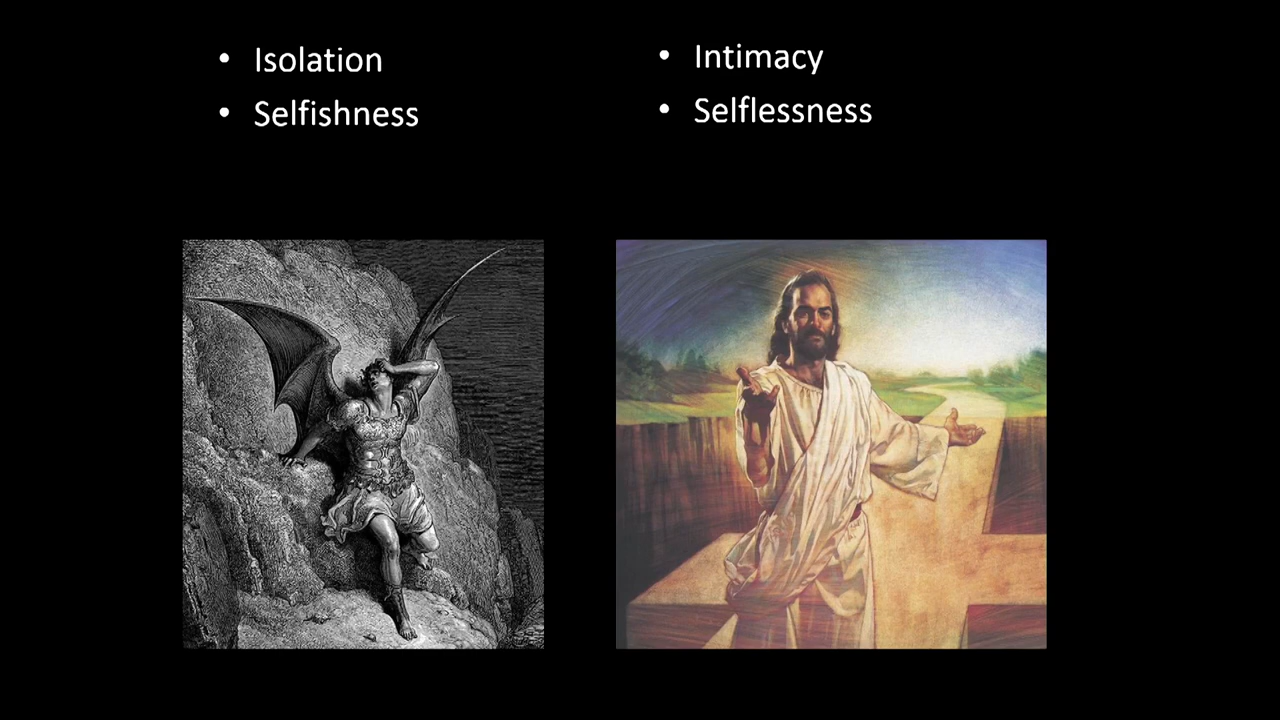 • Isolation
• Selfishness
• Intimacy
• Selflessness